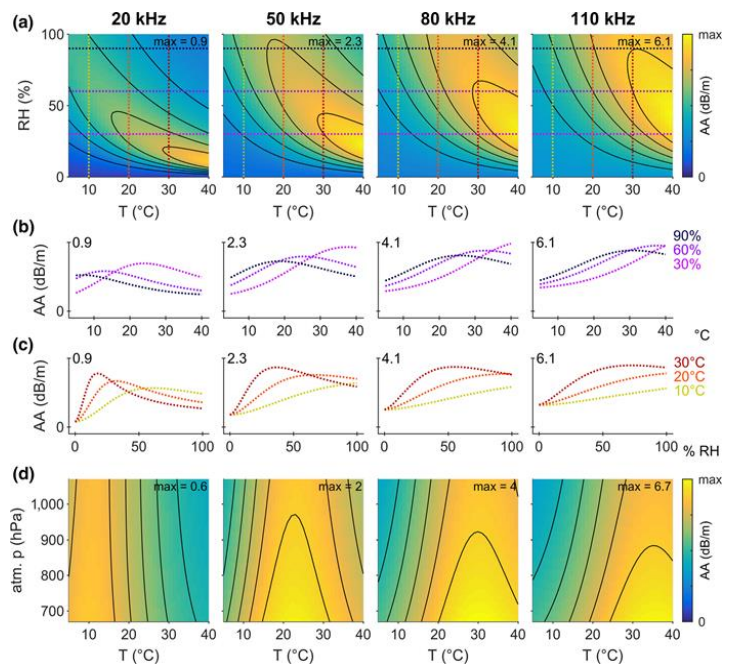 20 kHz 50 kHz 80 kHz 110 kHz
(a)
max = 0.9 max = 2.3 max = 4.1 max = 6.1 max
100
RH (%)
50
0
AA (dB/m)
0
10 20 30 40 10 20 30 40 10 20 30 40 10 20 30 40
T (°C) T (°C) T (°C) T (°C)
(b)
0.9 2.3 4.1 6.1
AA (dB/m)
90%
60%
30%
0
10 20 30 40 10 20 30 40 10 20 30 40 10 20 30 40
°C
(c)
0.9 2.3 4.1 6.1
AA (dB/m)
30°C
20°C
10°C
0
0 50 100 0 50 100 0 50 100 0 50 100
% RH
(d)
max = 0.6 max = 2 max = 4 max = 6.7 max
atm. p (hPa)
1,000
900
800
700
AA (dB/m)
0
10 20 30 40 10 20 30 40 10 20 30 40 10 20 30 40
T (°C) T (°C) T (°C) T (°C)